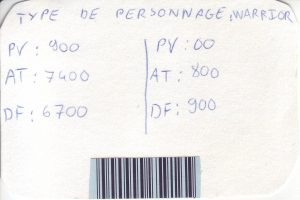 TYPE DE PERSONNAGE: WARRIOR
PV: 900
AT: 7400
DF: 6700
PV: 00
AT: 800
DF: 900